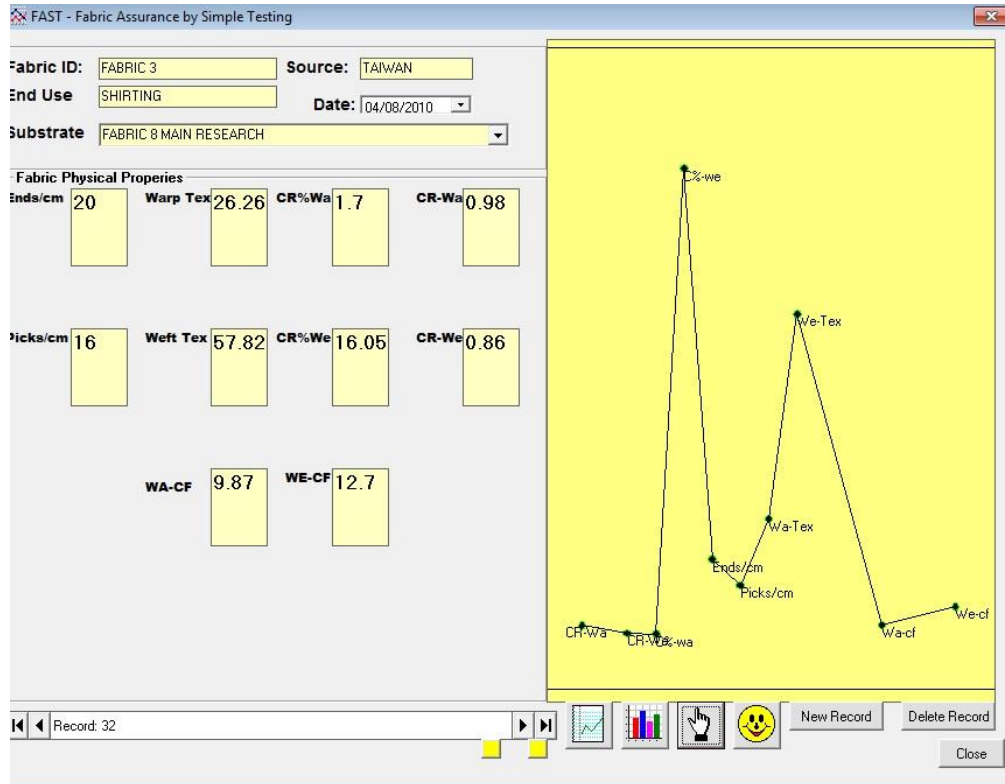 FAST - Fabric Assurance by Simple Testing
Fabric ID: FABRIC 3 Source: TAIWAN
End Use SHIRTING Date: 04/08/2010
Substrate FABRIC 8 MAIN RESEARCH
Fabric Physical Properies
Ends/cm 20 Warp Tex 26.26 CR%Wa 1.7 CR-Wa 0.98
Picks/cm 16 Weft Tex 57.82 CR%We 16.05 CR-We 0.86
WA-CF 9.87 WE-CF 12.7
C%-we
We-Tex
Wa-Tex
Ends/cm
Picks/cm
We-cf
CR-Wa
CR-We
C%-wa
Wa-cf
Record: 32
New Record
Delete Record
Close